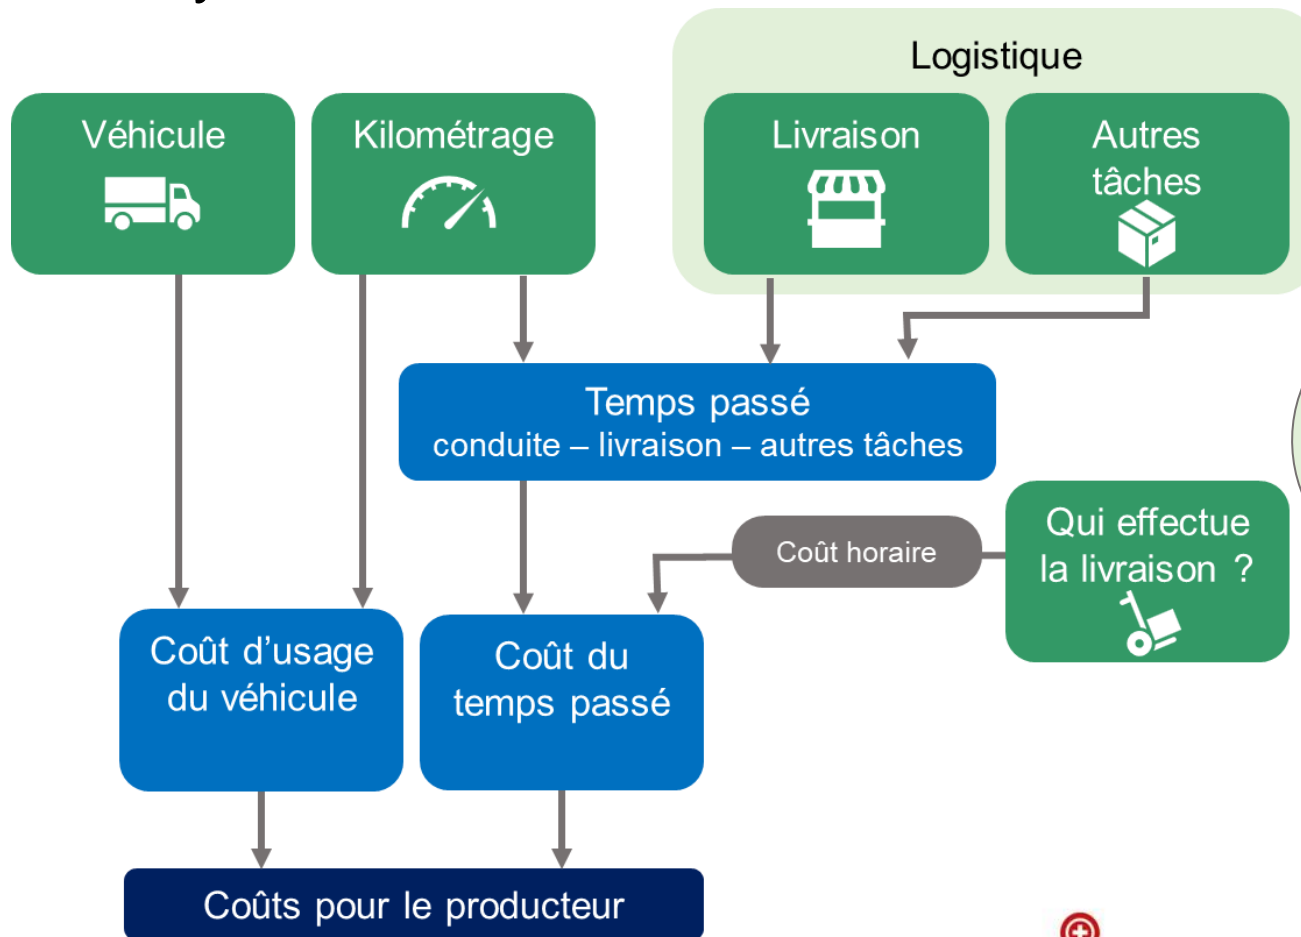 Logistique
Véhicule
Kilométrage
Livraison
Autres
tâches
Temps passé
conduite – livraison – autres tâches
Qui effectue
la livraison ?
Coût horaire
Coût d’usage
du véhicule
Coût du
temps passé
Coûts pour le producteur